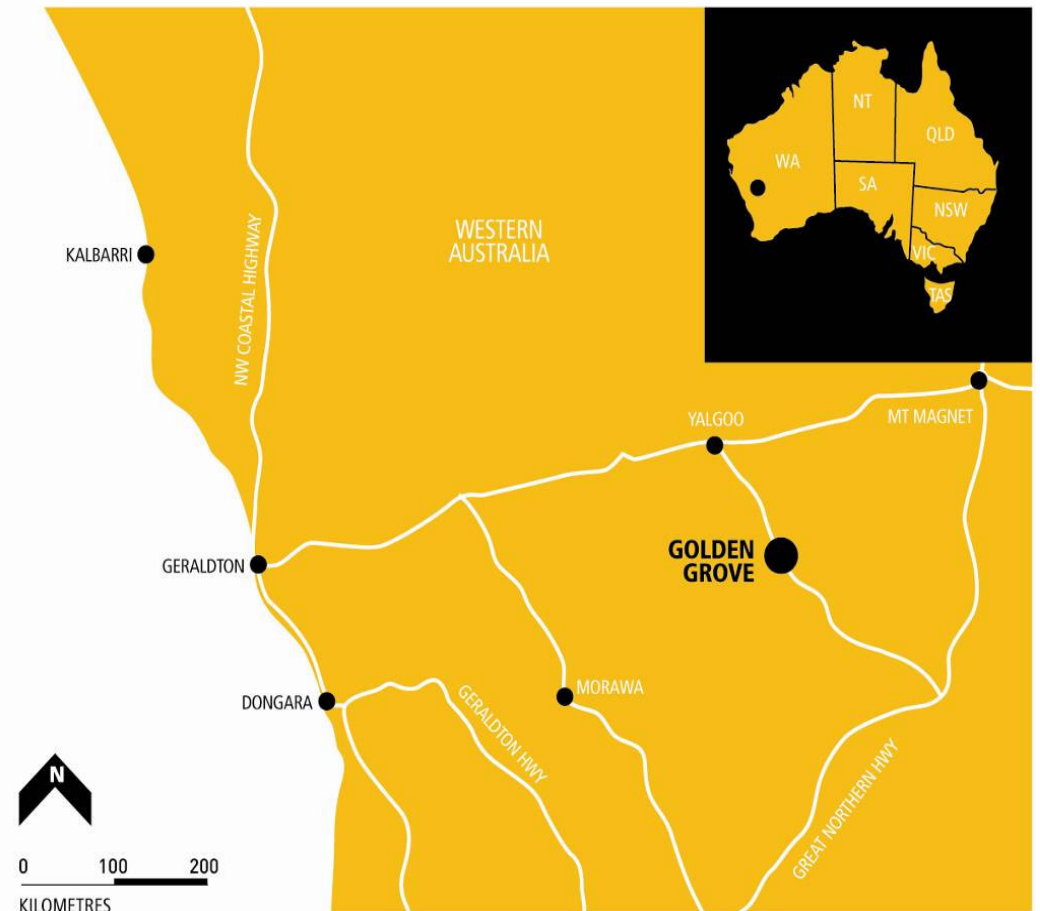 NT
QLD
WA
SA
NSW
VIC
TAS
WESTERN
AUSTRALIA
KALBARRI
NW COASTAL HIGHWAY
YALGOO
MT MAGNET
GOLDEN
GROVE
GERALDTON
DONGARA
MORAWA
GERALDTON HWY
GREAT NORTHERN HWY
N
0 100 200
KILOMETRES